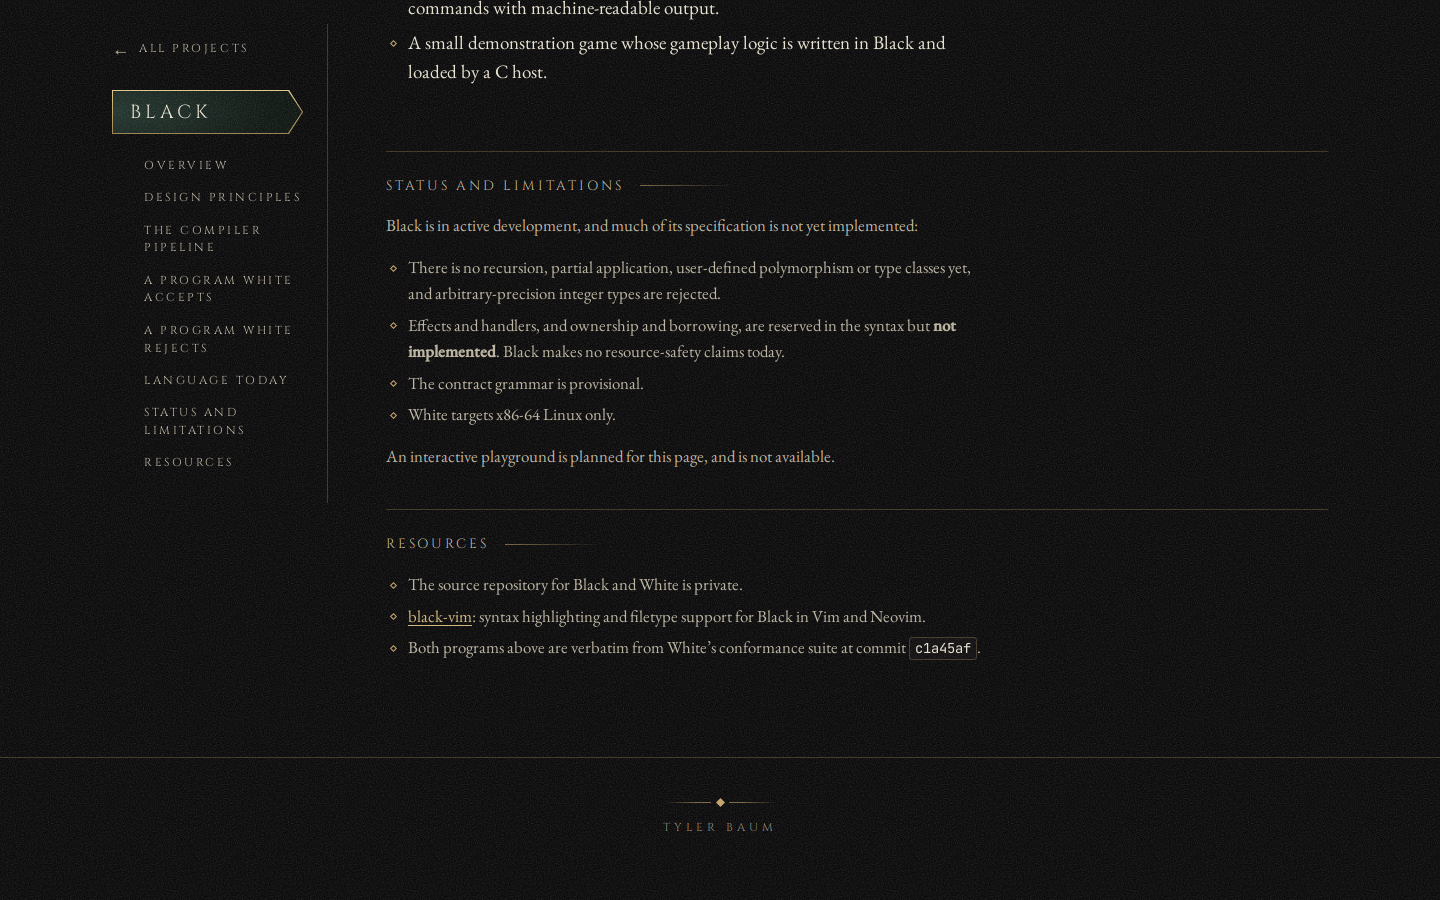 ← ALL PROJECTS
BLACK
OVERVIEW
DESIGN PRINCIPLES
THE COMPILER
PIPELINE
A PROGRAM WHITE
ACCEPTS
A PROGRAM WHITE
REJECTS
LANGUAGE TODAY
STATUS AND
LIMITATIONS
RESOURCES
commands with machine-readable output.
A small demonstration game whose gameplay logic is written in Black and
loaded by a C host.
STATUS AND LIMITATIONS
Black is in active development, and much of its specification is not yet implemented:
There is no recursion, partial application, user-defined polymorphism or type classes yet,
and arbitrary-precision integer types are rejected.
Effects and handlers, and ownership and borrowing, are reserved in the syntax but not
implemented. Black makes no resource-safety claims today.
The contract grammar is provisional.
White targets x86-64 Linux only.
An interactive playground is planned for this page, and is not available.
RESOURCES
The source repository for Black and White is private.
black-vim: syntax highlighting and filetype support for Black in Vim and Neovim.
Both programs above are verbatim from White’s conformance suite at commit c1a45af.
TYLER BAUM